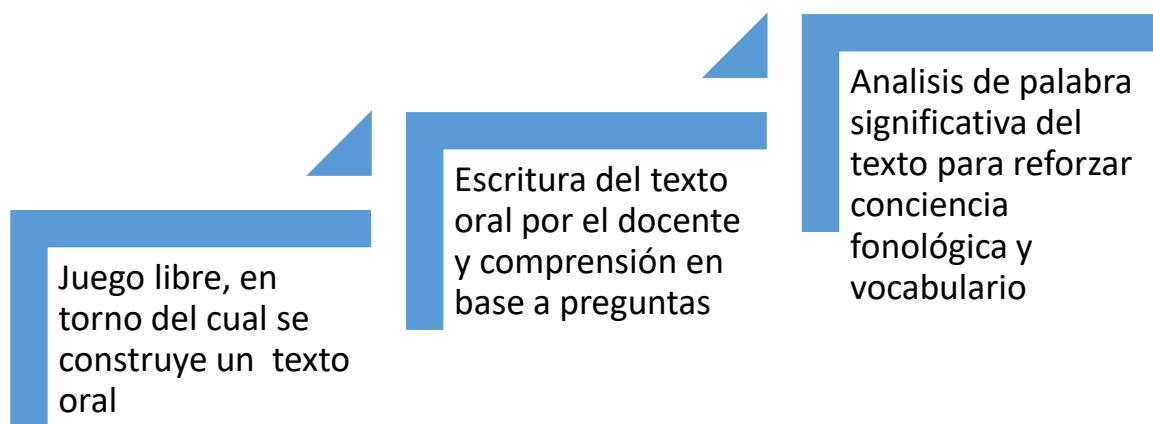 Juego libre, en
torno del cual se
construye un texto
oral
Escritura del texto
oral por el docente
y comprensión en
base a preguntas
Analisis de palabra
significativa del
texto para reforzar
conciencia
fonológica y
vocabulario